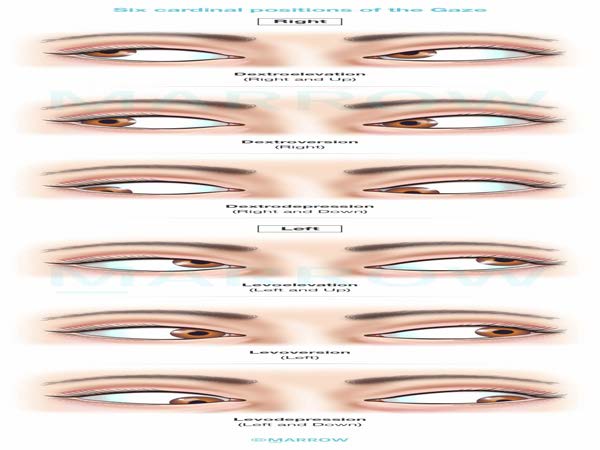 Six cardinal positions of the Gaze
Right
Dextroelevation
(Right and Up)
MARROW
Dextroversion
(Right)
Dextrodepression
(Right and Down)
Left
MARROW
Levoelevation
(Left and Up)
Levoversion
(Left)
Levodepression
(Left and Down)
©MARROW